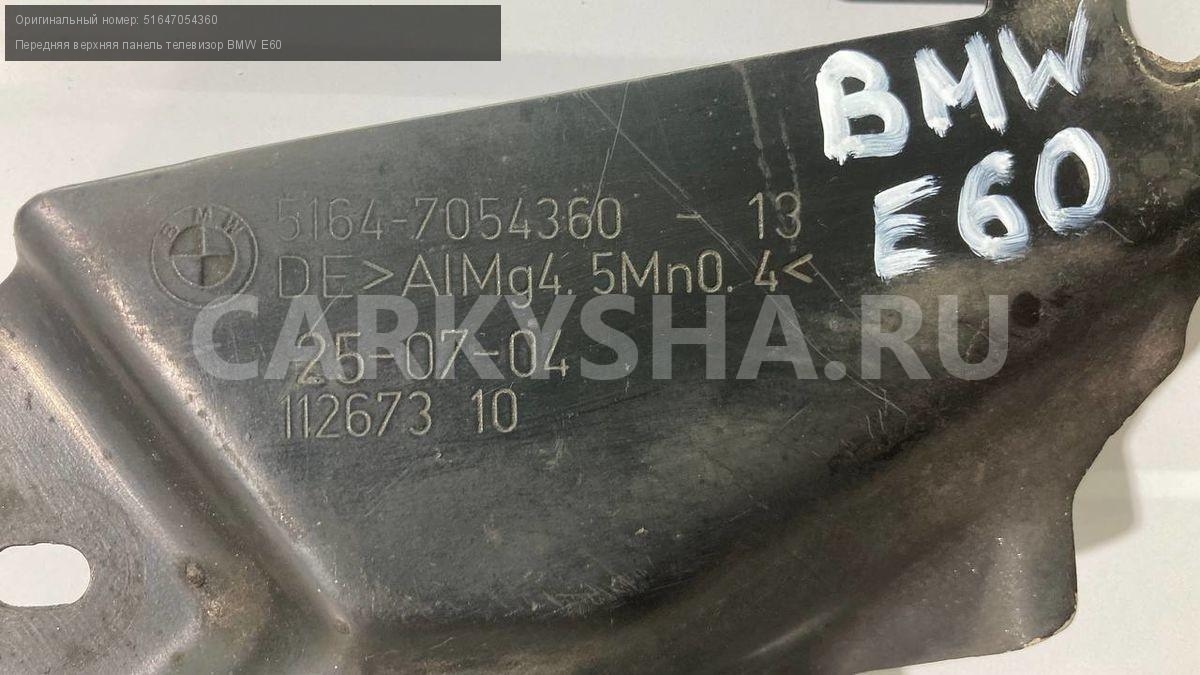 Оригинальный номер: 51647054360
Передняя верхняя панель телевизор BMW E60
BMW
E60
BMW
5164-7054360 - 13
DE>AlMg4.5Mn0.4<
CARKYSHA.RU
25-07-04
112673 10